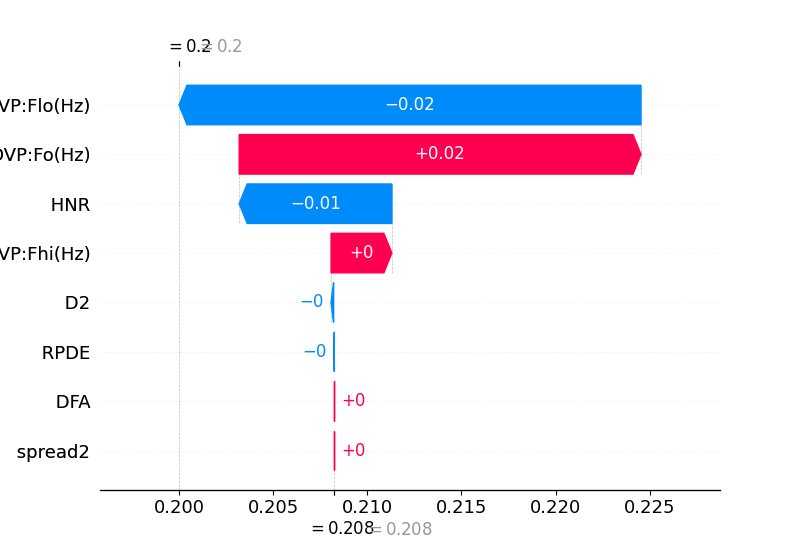 = 0.2 = 0.2
VP:Flo(Hz) −0.02
VP:Fo(Hz) +0.02
HNR −0.01
VP:Fhi(Hz) +0
D2 −0
RPDE −0
DFA +0
spread2 +0
0.200 0.205 0.210 0.215 0.220 0.225
= 0.208 = 0.208